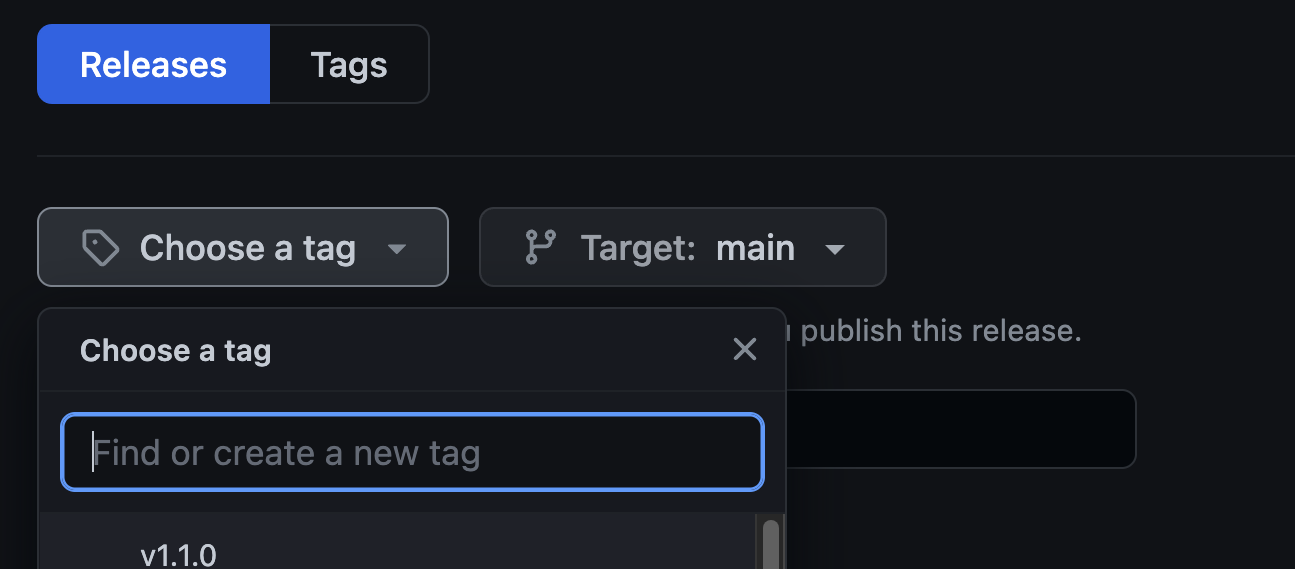 Releases Tags
Choose a tag Target: main
publish this release.
Choose a tag
Find or create a new tag
v1.1.0